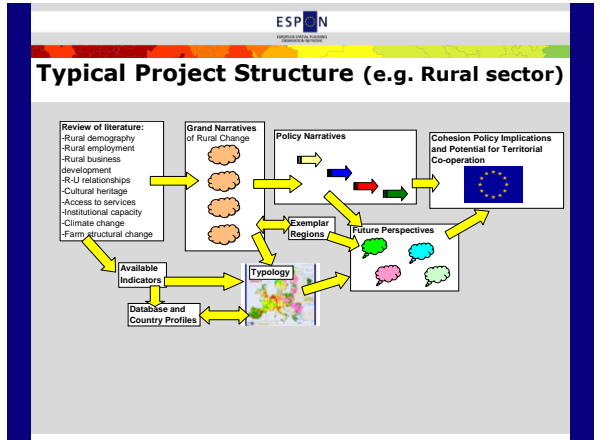 ESPON
EUROPEAN SPATIAL PLANNING
OBSERVATION NETWORK
Typical Project Structure (e.g. Rural sector)
Review of literature:
-Rural demography
-Rural employment
-Rural business
development
-R-U relationships
-Cultural heritage
-Access to services
-Institutional capacity
-Climate change
-Farm structural change
Grand Narratives
of Rural Change
Policy Narratives
Cohesion Policy Implications
and Potential for Territorial
Co-operation
Exemplar
Regions
Future Perspectives
Available
Indicators
Typology
Database and
Country Profiles